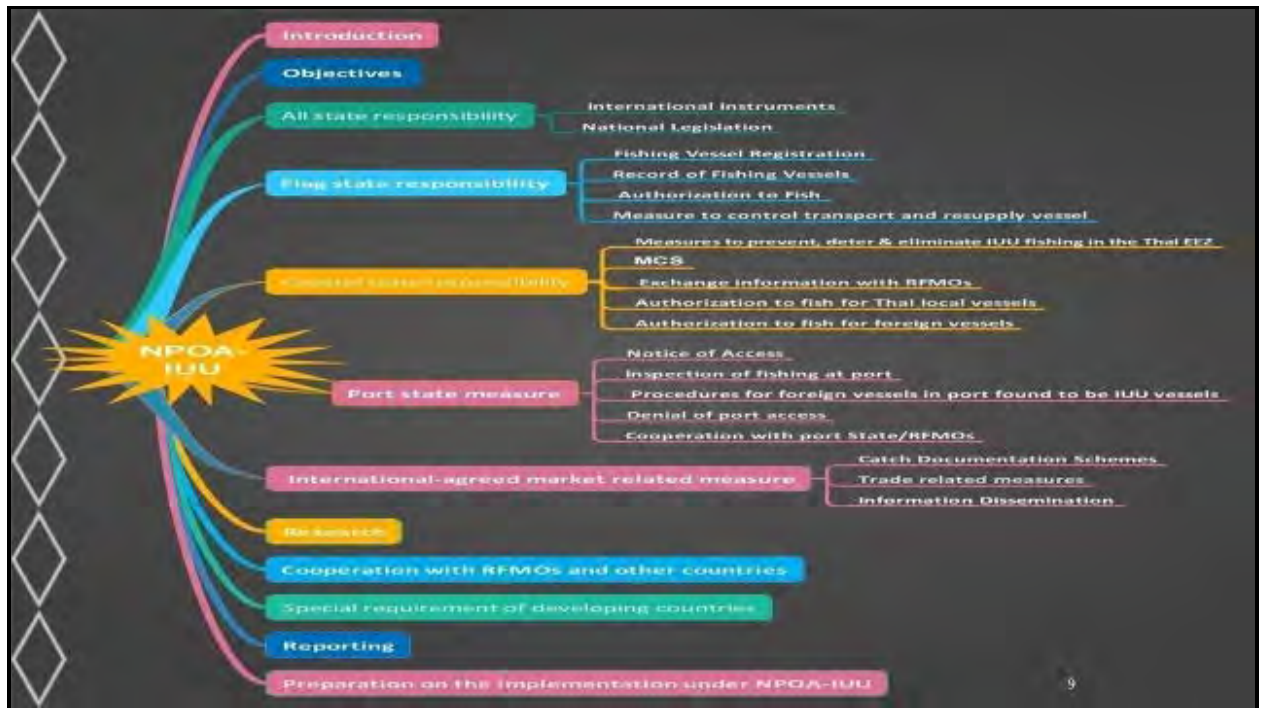 Introduction
Objectives
All state responsibility
International Instruments
National Legislation
Flag state responsibility
Fishing Vessel Registration
Record of Fishing Vessels
Authorization to Fish
Measure to control transport and resupply vessel
Coastal state responsibility
Measures to prevent, deter & eliminate IUU fishing in the Thai EEZ
MCS
Exchange information with RFMOs
Authorization to fish for Thai local vessels
Authorization to fish for foreign vessels
NPOA-
IUU
Port state measure
Notice of Access
Inspection of fishing at port
Procedures for foreign vessels in port found to be IUU vessels
Denial of port access
Cooperation with port State/RFMOs
International-agreed market related measure
Catch Documentation Schemes
Trade related measures
Information Dissemination
Research
Cooperation with RFMOs and other countries
Special requirement of developing countries
Reporting
Preparation on the implementation under NPOA-IUU
9